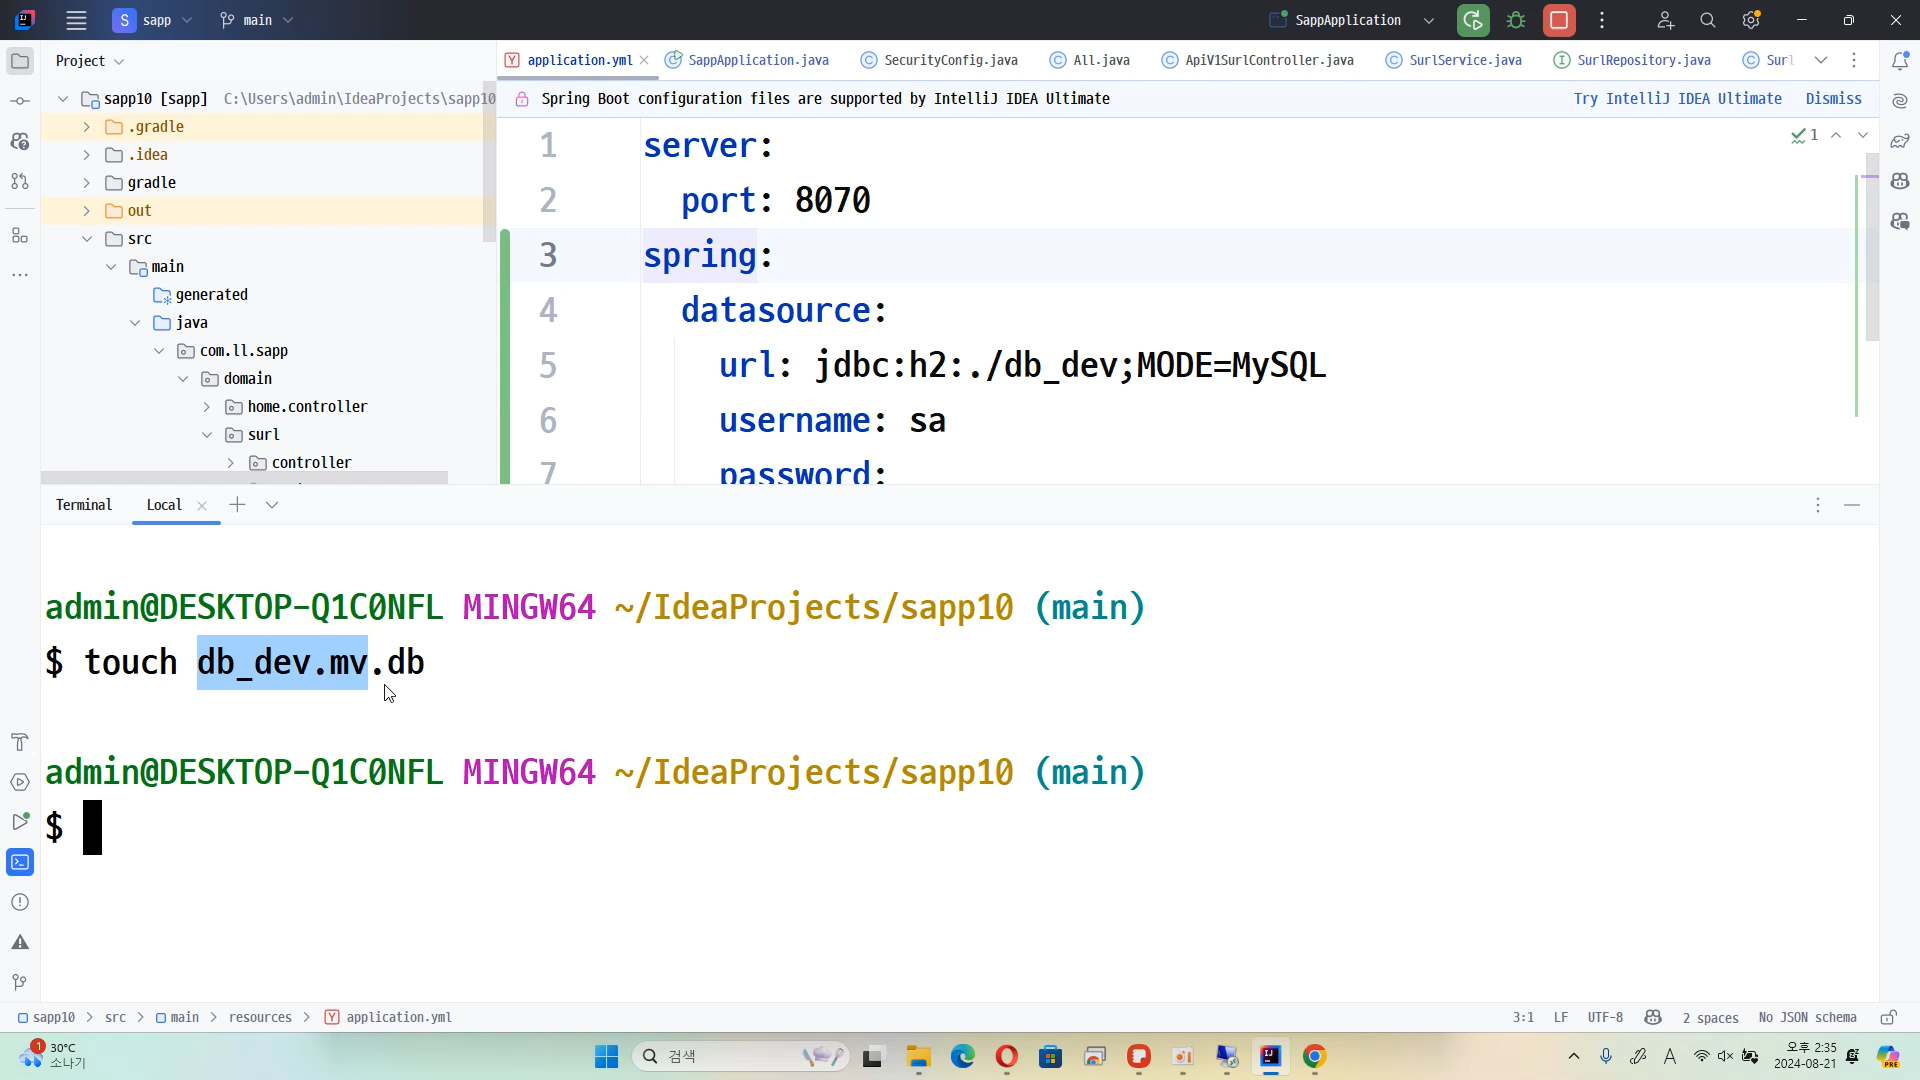 S sapp main SappApplication
Project
application.yml SappApplication.java SecurityConfig.java All.java ApiV1SurlController.java SurlService.java SurlRepository.java Surl
sapp10 [sapp] C:\Users\admin\IdeaProjects\sapp10
Spring Boot configuration files are supported by IntelliJ IDEA Ultimate Try IntelliJ IDEA Ultimate Dismiss
.gradle
.idea
gradle
out
src
main
generated
java
com.ll.sapp
domain
home.controller
surl
controller
1 server:
2 port: 8070
3 spring:
4 datasource:
5 url: jdbc:h2:./db_dev;MODE=MySQL
6 username: sa
7 password:
1
Terminal Local
admin@DESKTOP-Q1C0NFL MINGW64 ~/IdeaProjects/sapp10 (main)
$ touch db_dev.mv.db
admin@DESKTOP-Q1C0NFL MINGW64 ~/IdeaProjects/sapp10 (main)
$
sapp10 > src > main > resources > application.yml 3:1 LF UTF-8 2 spaces No JSON schema
1 30°C
소나기
검색
A
오후 2:35
2024-08-21